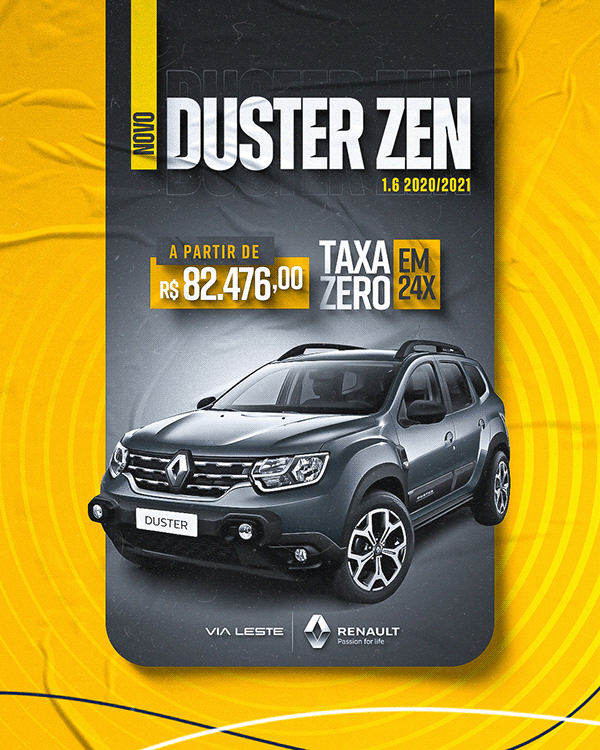 NOVO
DUSTER ZEN
1.6 2020/2021
A PARTIR DE
R$ 82.476,00
TAXA
ZERO
EM
24X
DUSTER
DUSTER
VIA LESTE
RENAULT
Passion for life